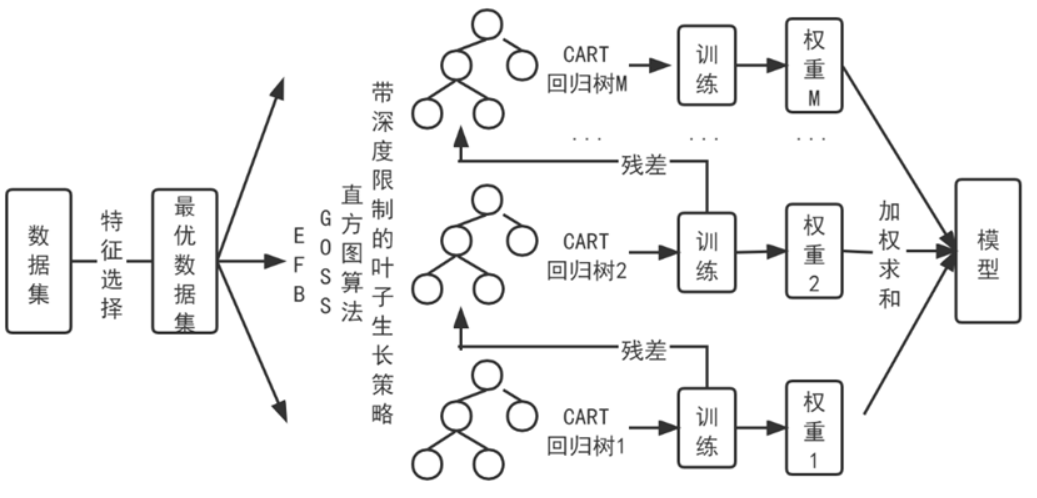 数据集
特征选择
最优数据集
EFB
GOSS
直方图算法
带深度限制的叶子生长策略
CART
回归树M
训练
权重M
... ... ...
残差
CART
回归树2
训练
权重2
残差
CART
回归树1
训练
权重1
加权求和
模型